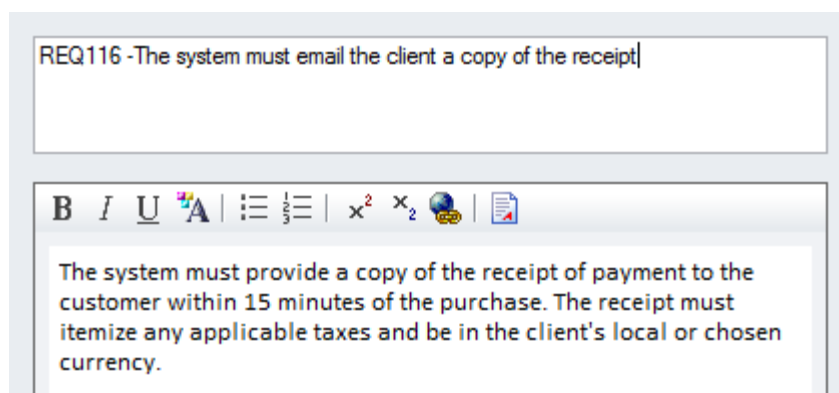 REQ116 -The system must email the client a copy of the receipt
B I U A x² x₂
The system must provide a copy of the receipt of payment to the
customer within 15 minutes of the purchase. The receipt must
itemize any applicable taxes and be in the client's local or chosen
currency.